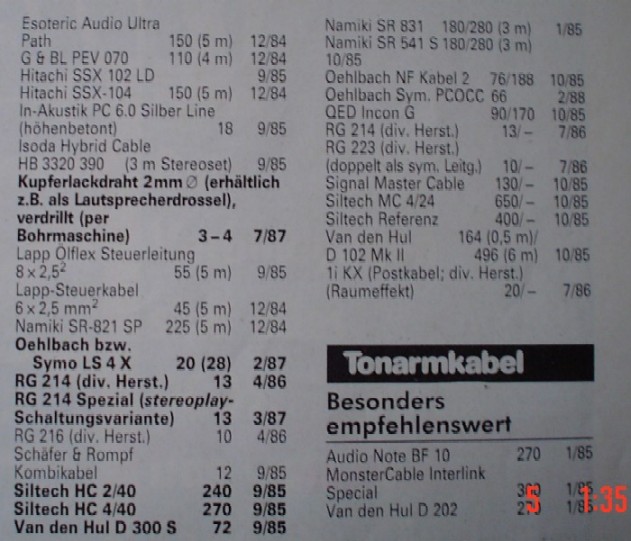 Esoteric Audio Ultra
Path 150 (5 m) 12/84
G & BL PEV 070 110 (4 m) 12/84
Hitachi SSX 102 LD 9/85
Hitachi SSX-104 150 (5 m) 12/84
In-Akustik PC 6.0 Silber Line
(höhenbetont) 18 9/85
Isoda Hybrid Cable
HB 3320 390 (3 m Stereoset) 9/85
Kupferlackdraht 2mm ∅ (erhältlich
z.B. als Lautsprecherdrossel),
verdrillt (per
Bohrmaschine) 3–4 7/87
Lapp Ölflex Steuerleitung
8 × 2,5² 55 (5 m) 9/85
Lapp-Steuerkabel
6 × 2,5 mm² 45 (5 m) 12/84
Namiki SR-821 SP 225 (5 m) 12/84
Oehlbach bzw.
Symo LS 4 X 20 (28) 2/87
RG 214 (div. Herst.) 13 4/86
RG 214 Spezial (stereoplay-
Schaltungsvariante) 13 3/87
RG 216 (div. Herst.) 10 4/86
Schäfer & Rompf
Kombikabel 12 9/85
Siltech HC 2/40 240 9/85
Siltech HC 4/40 270 9/85
Van den Hul D 300 S 72 9/85
Namiki SR 831 180/280 (3 m) 1/85
Namiki SR 541 S 180/280 (3 m)
10/85
Oehlbach NF Kabel 2 76/188 10/85
Oehlbach Sym. PCOCC 66 2/88
QED Incon G 90/170 10/85
RG 214 (div. Herst.) 13/– 7/86
RG 223 (div. Herst.)
(doppelt als sym. Leitg.) 10/– 7/86
Signal Master Cable 130/– 10/85
Siltech MC 4/24 650/– 10/85
Siltech Referenz 400/– 10/85
Van den Hul 164 (0,5 m)/
D 102 Mk II 496 (6 m) 10/85
1i KX (Postkabel; div. Herst.)
(Raumeffekt) 20/– 7/86
Tonarmkabel
Besonders
empfehlenswert
Audio Note BF 10 270 1/85
MonsterCable Interlink
Special 1/85
Van den Hul D 202 1/85
5 1:35